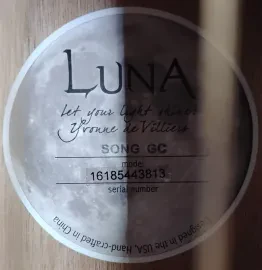 LUNA
let your light shine
Yvonne de Villiers
SONG GC
model
16185443813
serial number
Designed in the USA, Hand-crafted in China